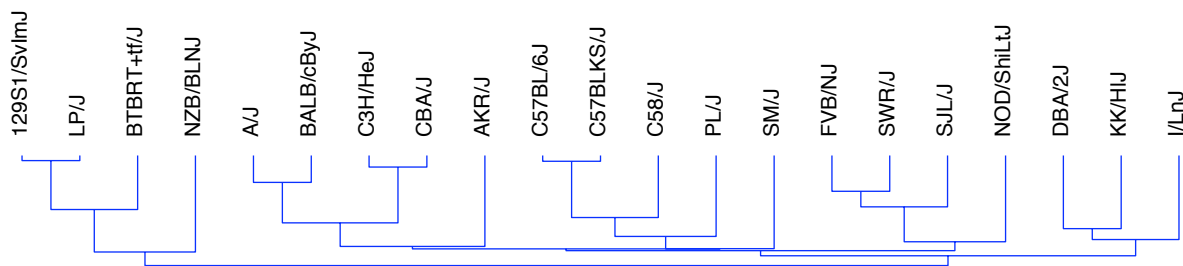 129S1/SvImJ
LP/J
BTBRT+tf/J
NZB/BLNJ
A/J
BALB/cByJ
C3H/HeJ
CBA/J
AKR/J
C57BL/6J
C57BLKS/J
C58/J
PL/J
SM/J
FVB/NJ
SWR/J
SJL/J
NOD/ShiLtJ
DBA/2J
KK/HIJ
I/LnJ